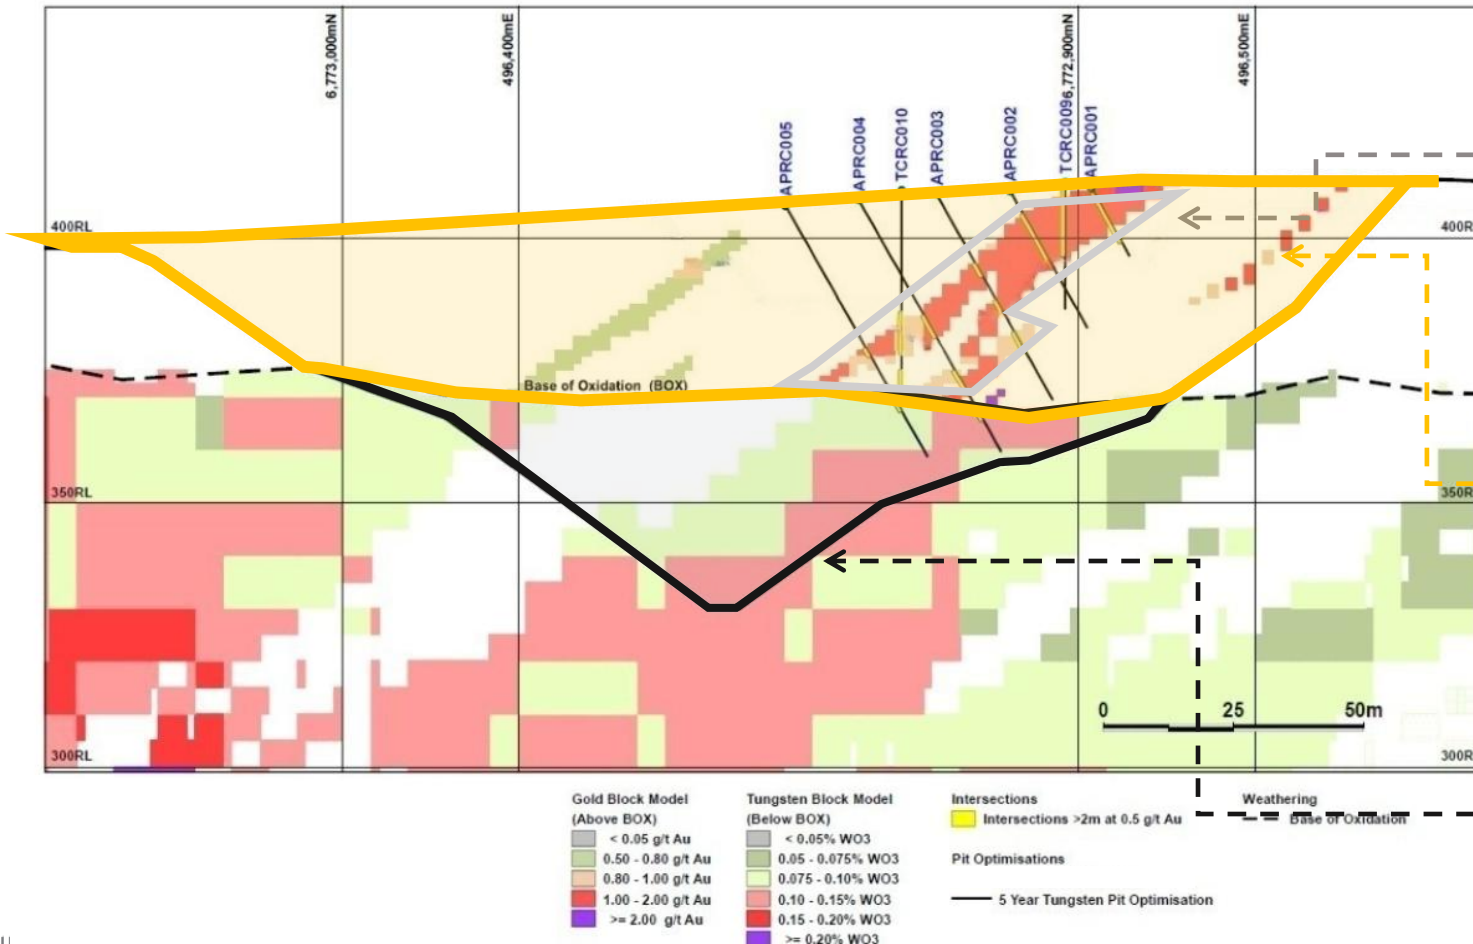 6,773,000mN
496,400mE
6,772,900mN
496,500mE
APRC005
APRC004
TCRC010
APRC003
APRC002
TCRC009
APRC001
400RL
400R
Base of Oxidation (BOX)
350RL
350R
0 25 50m
300RL
300R
Gold Block Model
(Above BOX)
< 0.05 g/t Au
0.50 - 0.80 g/t Au
0.80 - 1.00 g/t Au
1.00 - 2.00 g/t Au
>= 2.00 g/t Au
Tungsten Block Model
(Below BOX)
< 0.05% WO3
0.05 - 0.075% WO3
0.075 - 0.10% WO3
0.10 - 0.15% WO3
0.15 - 0.20% WO3
>= 0.20% WO3
Intersections
Intersections >2m at 0.5 g/t Au
Pit Optimisations
5 Year Tungsten Pit Optimisation
Weathering
Base of Oxidation